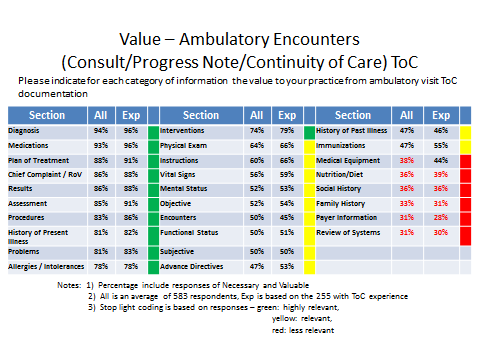 Value – Ambulatory Encounters
(Consult/Progress Note/Continuity of Care) ToC
Please indicate for each category of information the value to your practice from ambulatory visit ToC
documentation
Section All Exp Section All Exp Section All Exp
Diagnosis 94% 96% Interventions 74% 79% History of Past Illness 47% 46%
Medications 93% 96% Physical Exam 64% 66% Immunizations 47% 55%
Plan of Treatment 88% 91% Instructions 60% 66% Medical Equipment 38% 44%
Chief Complaint / RoV 86% 88% Vital Signs 56% 59% Nutrition/Diet 36% 39%
Results 86% 88% Mental Status 52% 53% Social History 36% 36%
Assessment 85% 91% Objective 52% 54% Family History 33% 31%
Procedures 83% 86% Encounters 50% 45% Payer Information 31% 28%
History of Present Illness 81% 82% Functional Status 50% 51% Review of Systems 31% 30%
Problems 81% 83% Subjective 50% 50%
Allergies / Intolerances 78% 78% Advance Directives 47% 53%
Notes: 1) Percentage include responses of Necessary and Valuable
2) All is an average of 583 respondents, Exp is based on the 255 with ToC experience
3) Stop light coding is based on responses – green: highly relevant,
yellow: relevant,
red: less relevant